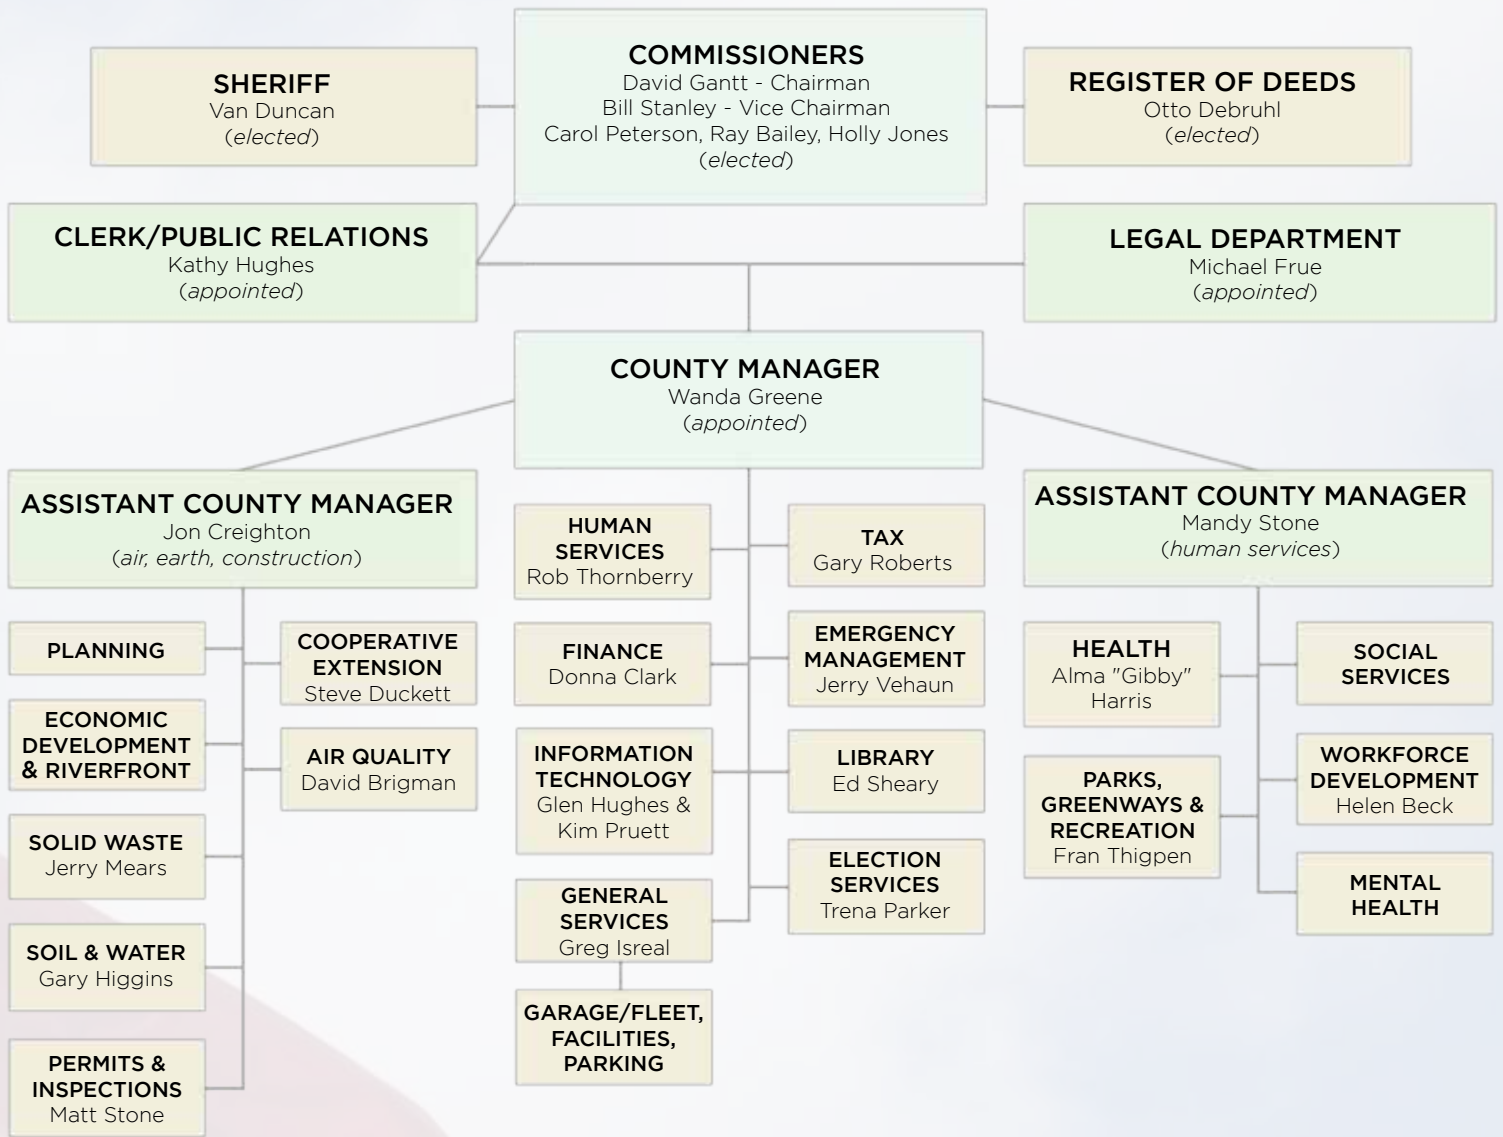 SHERIFF
Van Duncan
(elected)
COMMISSIONERS
David Gantt - Chairman
Bill Stanley - Vice Chairman
Carol Peterson, Ray Bailey, Holly Jones
(elected)
REGISTER OF DEEDS
Otto Debruhl
(elected)
CLERK/PUBLIC RELATIONS
Kathy Hughes
(appointed)
LEGAL DEPARTMENT
Michael Frue
(appointed)
COUNTY MANAGER
Wanda Greene
(appointed)
ASSISTANT COUNTY MANAGER
Jon Creighton
(air, earth, construction)
PLANNING
ECONOMIC
DEVELOPMENT
& RIVERFRONT
SOLID WASTE
Jerry Mears
SOIL & WATER
Gary Higgins
PERMITS &
INSPECTIONS
Matt Stone
COOPERATIVE
EXTENSION
Steve Duckett
AIR QUALITY
David Brigman
HUMAN
SERVICES
Rob Thornberry
FINANCE
Donna Clark
INFORMATION
TECHNOLOGY
Glen Hughes &
Kim Pruett
GENERAL
SERVICES
Greg Isreal
GARAGE/FLEET,
FACILITIES,
PARKING
TAX
Gary Roberts
EMERGENCY
MANAGEMENT
Jerry Vehaun
LIBRARY
Ed Sheary
ELECTION
SERVICES
Trena Parker
ASSISTANT COUNTY MANAGER
Mandy Stone
(human services)
HEALTH
Alma "Gibby"
Harris
PARKS,
GREENWAYS &
RECREATION
Fran Thigpen
SOCIAL
SERVICES
WORKFORCE
DEVELOPMENT
Helen Beck
MENTAL
HEALTH